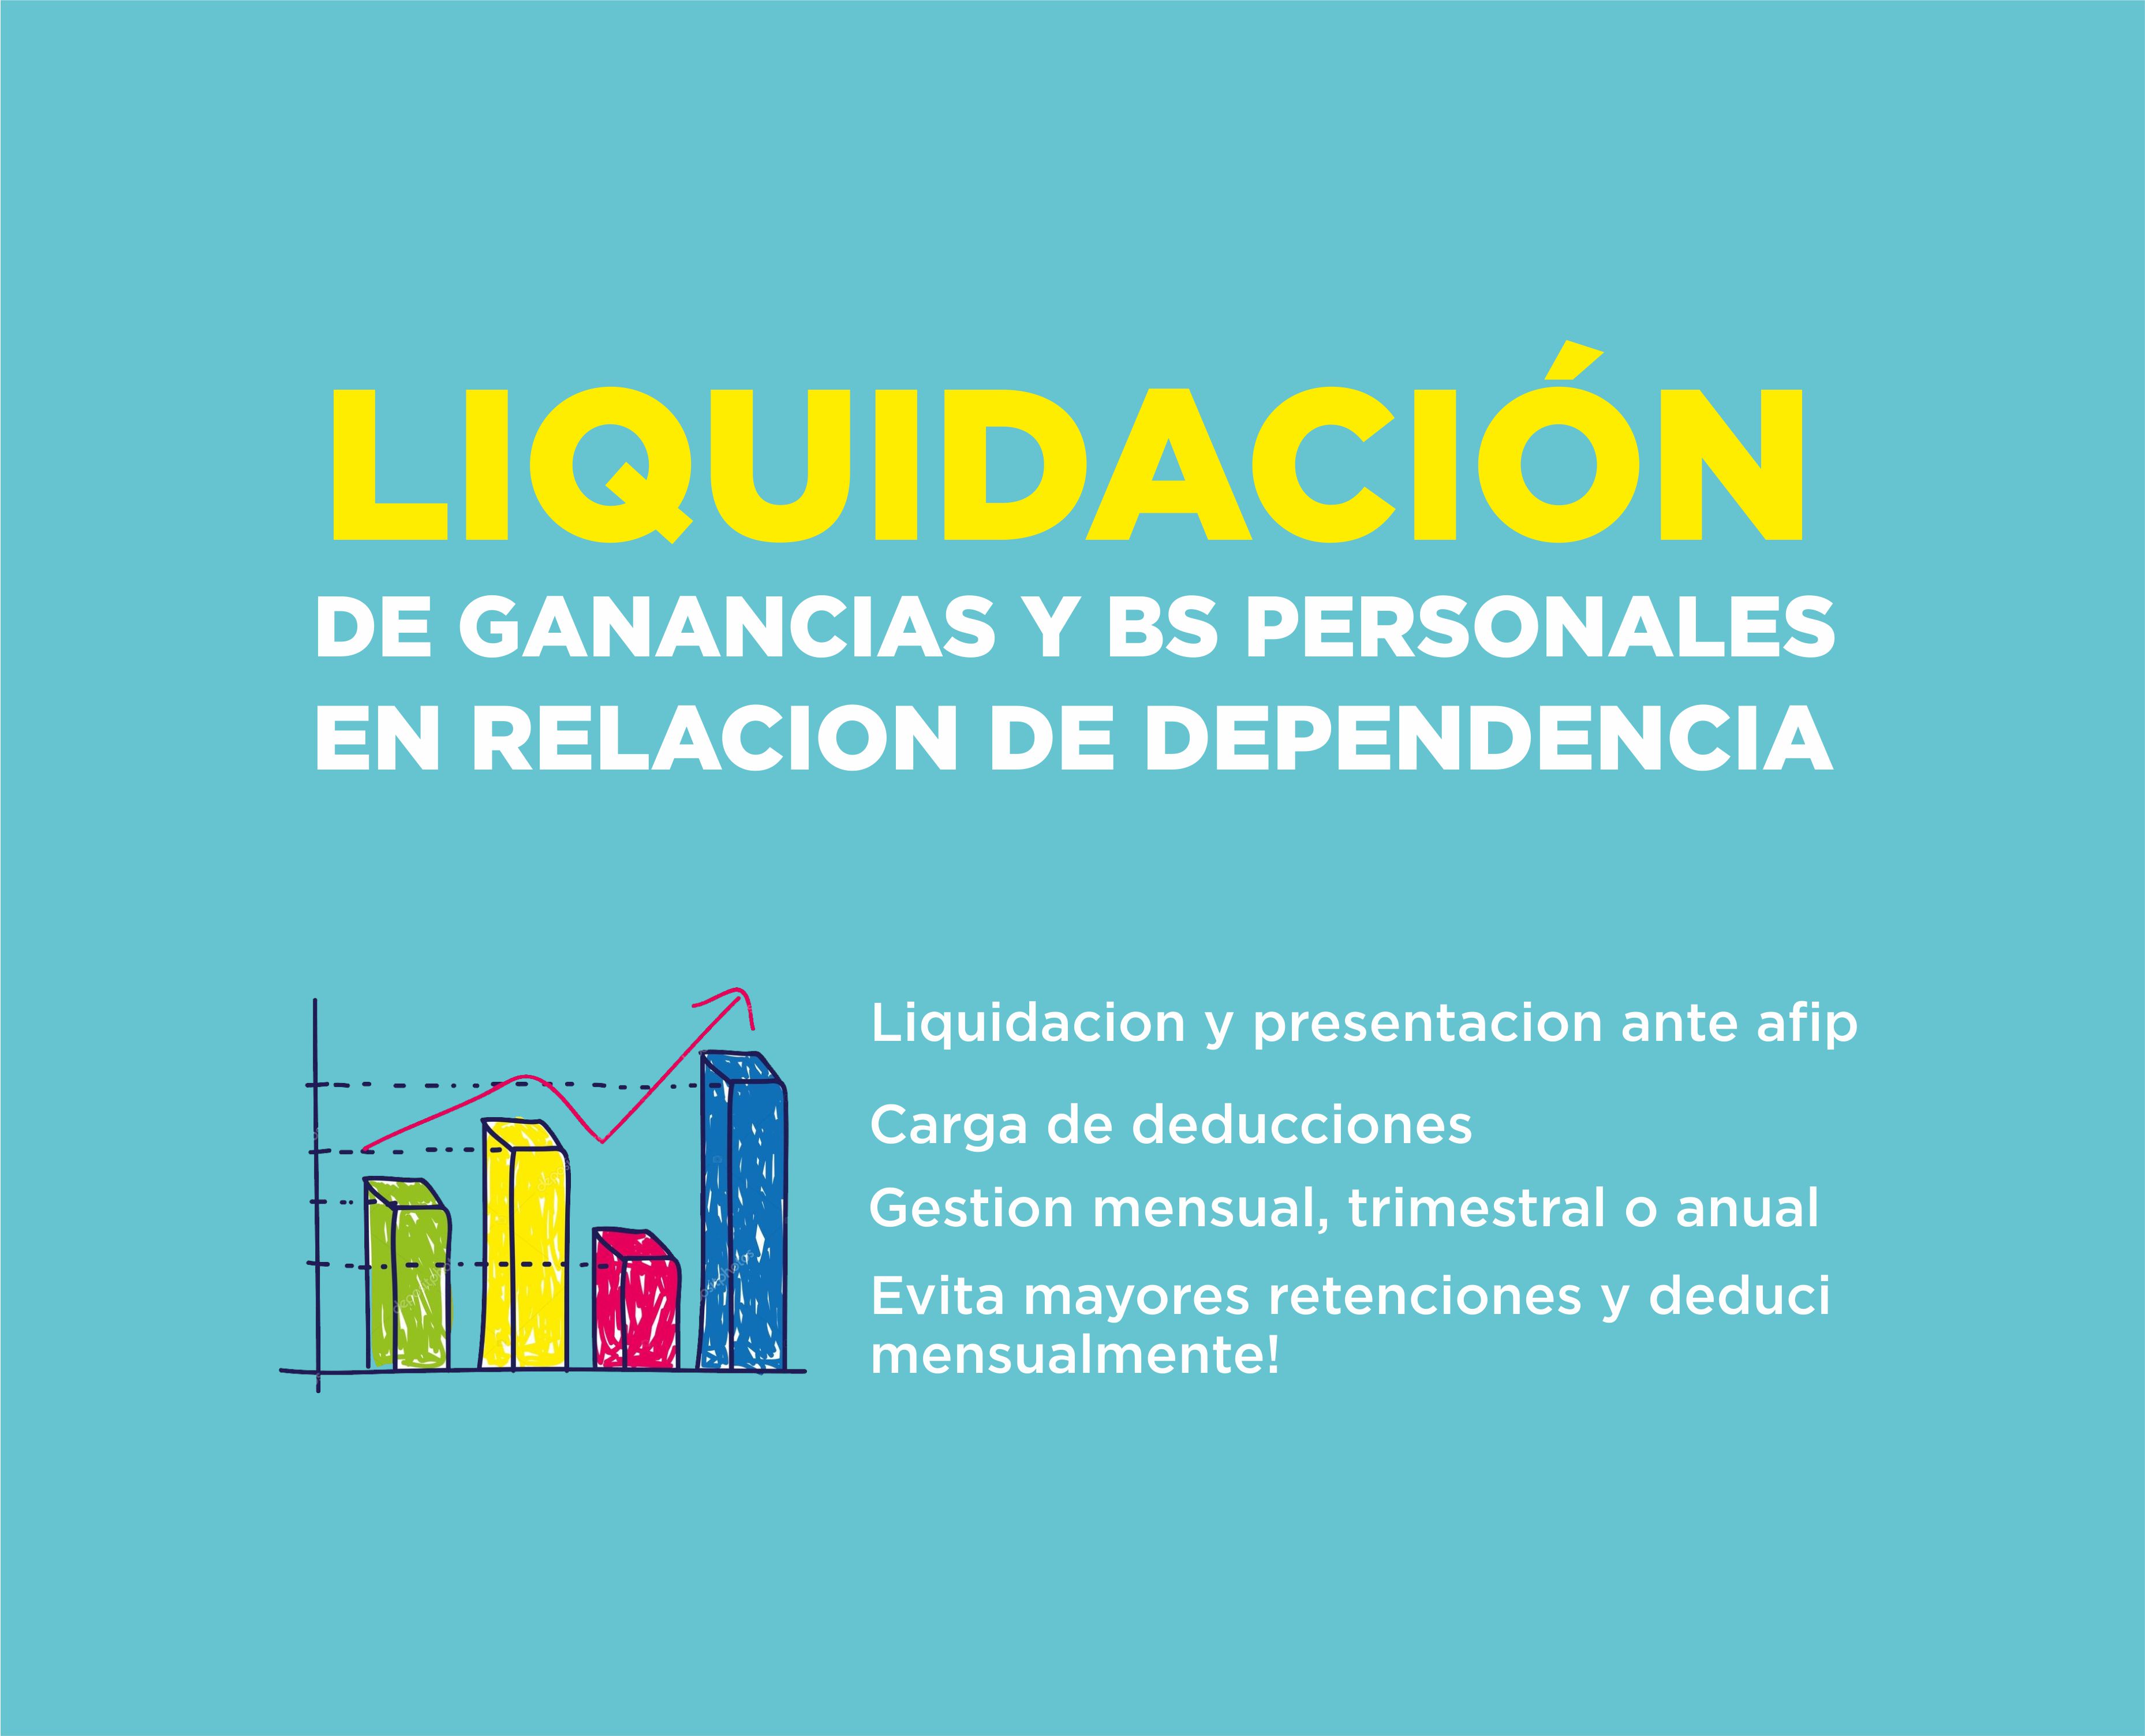 LIQUIDACIÓN
DE GANANCIAS Y BS PERSONALES
EN RELACION DE DEPENDENCIA
Liquidacion y presentacion ante afip
Carga de deducciones
Gestion mensual, trimestral o anual
Evita mayores retenciones y deduci
mensualmente!